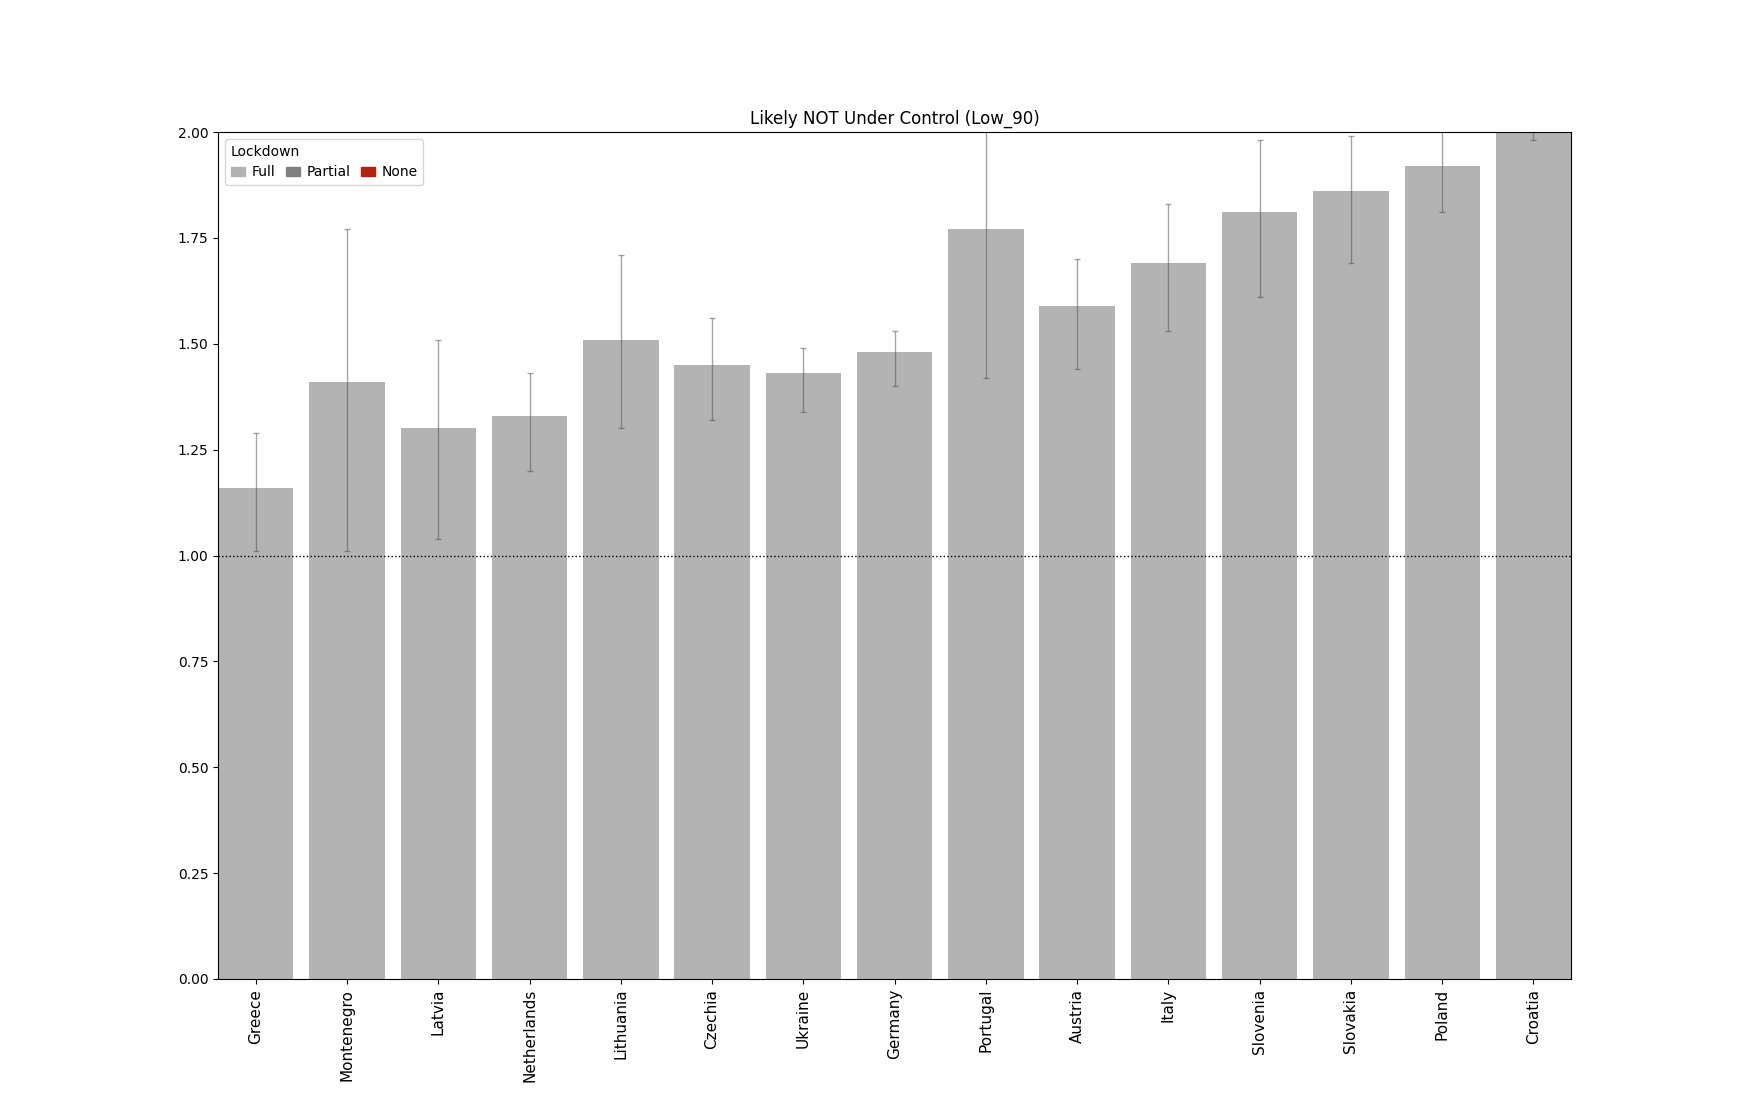 Likely NOT Under Control (Low_90)
Lockdown
Full Partial None
2.00
1.75
1.50
1.25
1.00
0.75
0.50
0.25
0.00
Greece
Montenegro
Latvia
Netherlands
Lithuania
Czechia
Ukraine
Germany
Portugal
Austria
Italy
Slovenia
Slovakia
Poland
Croatia